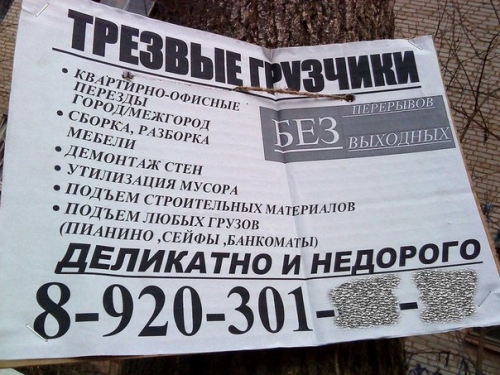 ТРЕЗВЫЕ ГРУЗЧИКИ
• КВАРТИРНО-ОФИСНЫЕ
ПЕРЕЗДЫ
ГОРОД/МЕЖГОРОД
• СБОРКА, РАЗБОРКА
МЕБЕЛИ
• ДЕМОНТАЖ СТЕН
• УТИЛИЗАЦИЯ МУСОРА
• ПОДЪЕМ СТРОИТЕЛЬНЫХ МАТЕРИАЛОВ
• ПОДЪЕМ ЛЮБЫХ ГРУЗОВ
(ПИАНИНО ,СЕЙФЫ ,БАНКОМАТЫ)
БЕЗ ПЕРЕРЫВОВ
ВЫХОДНЫХ
ДЕЛИКАТНО И НЕДОРОГО
8-920-301- -